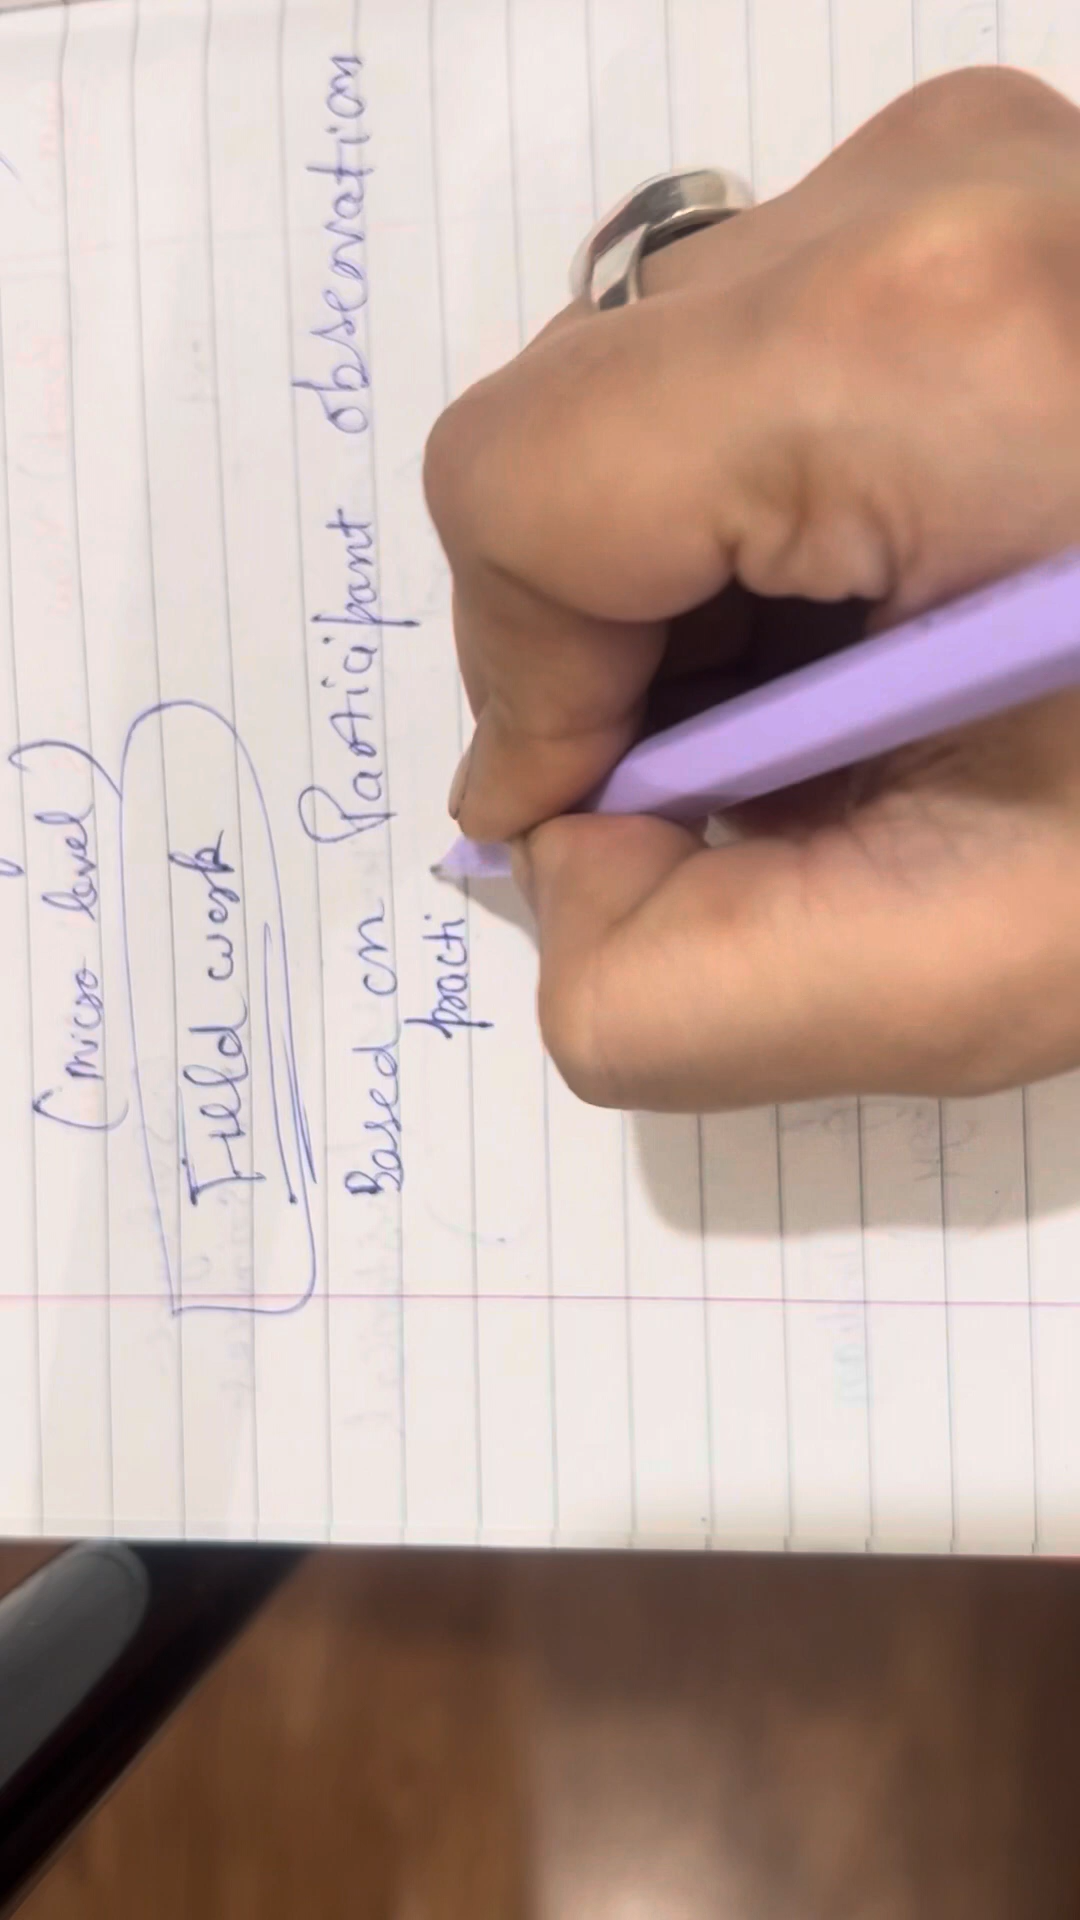 (micro level)
Field work
Based on Participant observation
practi